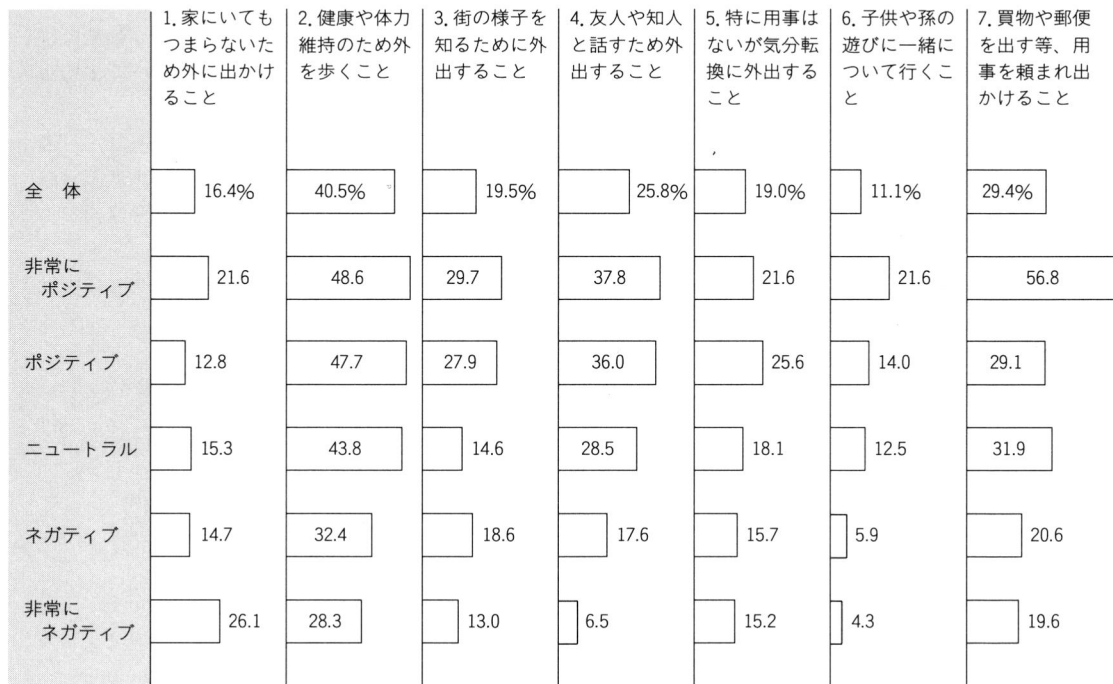 1. 家にいても
つまらないた
め外に出かけ
ること
2. 健康や体力
維持のため外
を歩くこと
3. 街の様子を
知るために外
出すること
4. 友人や知人
と話すため外
出すること
5. 特に用事は
ないが気分転
換に外出する
こと
6. 子供や孫の
遊びに一緒に
ついて行くこ
と
7. 買物や郵便
を出す等、用
事を頼まれ出
かけること
全 体 16.4% 40.5% 19.5% 25.8% 19.0% 11.1% 29.4%
非常に
ポジティブ 21.6 48.6 29.7 37.8 21.6 21.6 56.8
ポジティブ 12.8 47.7 27.9 36.0 25.6 14.0 29.1
ニュートラル 15.3 43.8 14.6 28.5 18.1 12.5 31.9
ネガティブ 14.7 32.4 18.6 17.6 15.7 5.9 20.6
非常に
ネガティブ 26.1 28.3 13.0 6.5 15.2 4.3 19.6